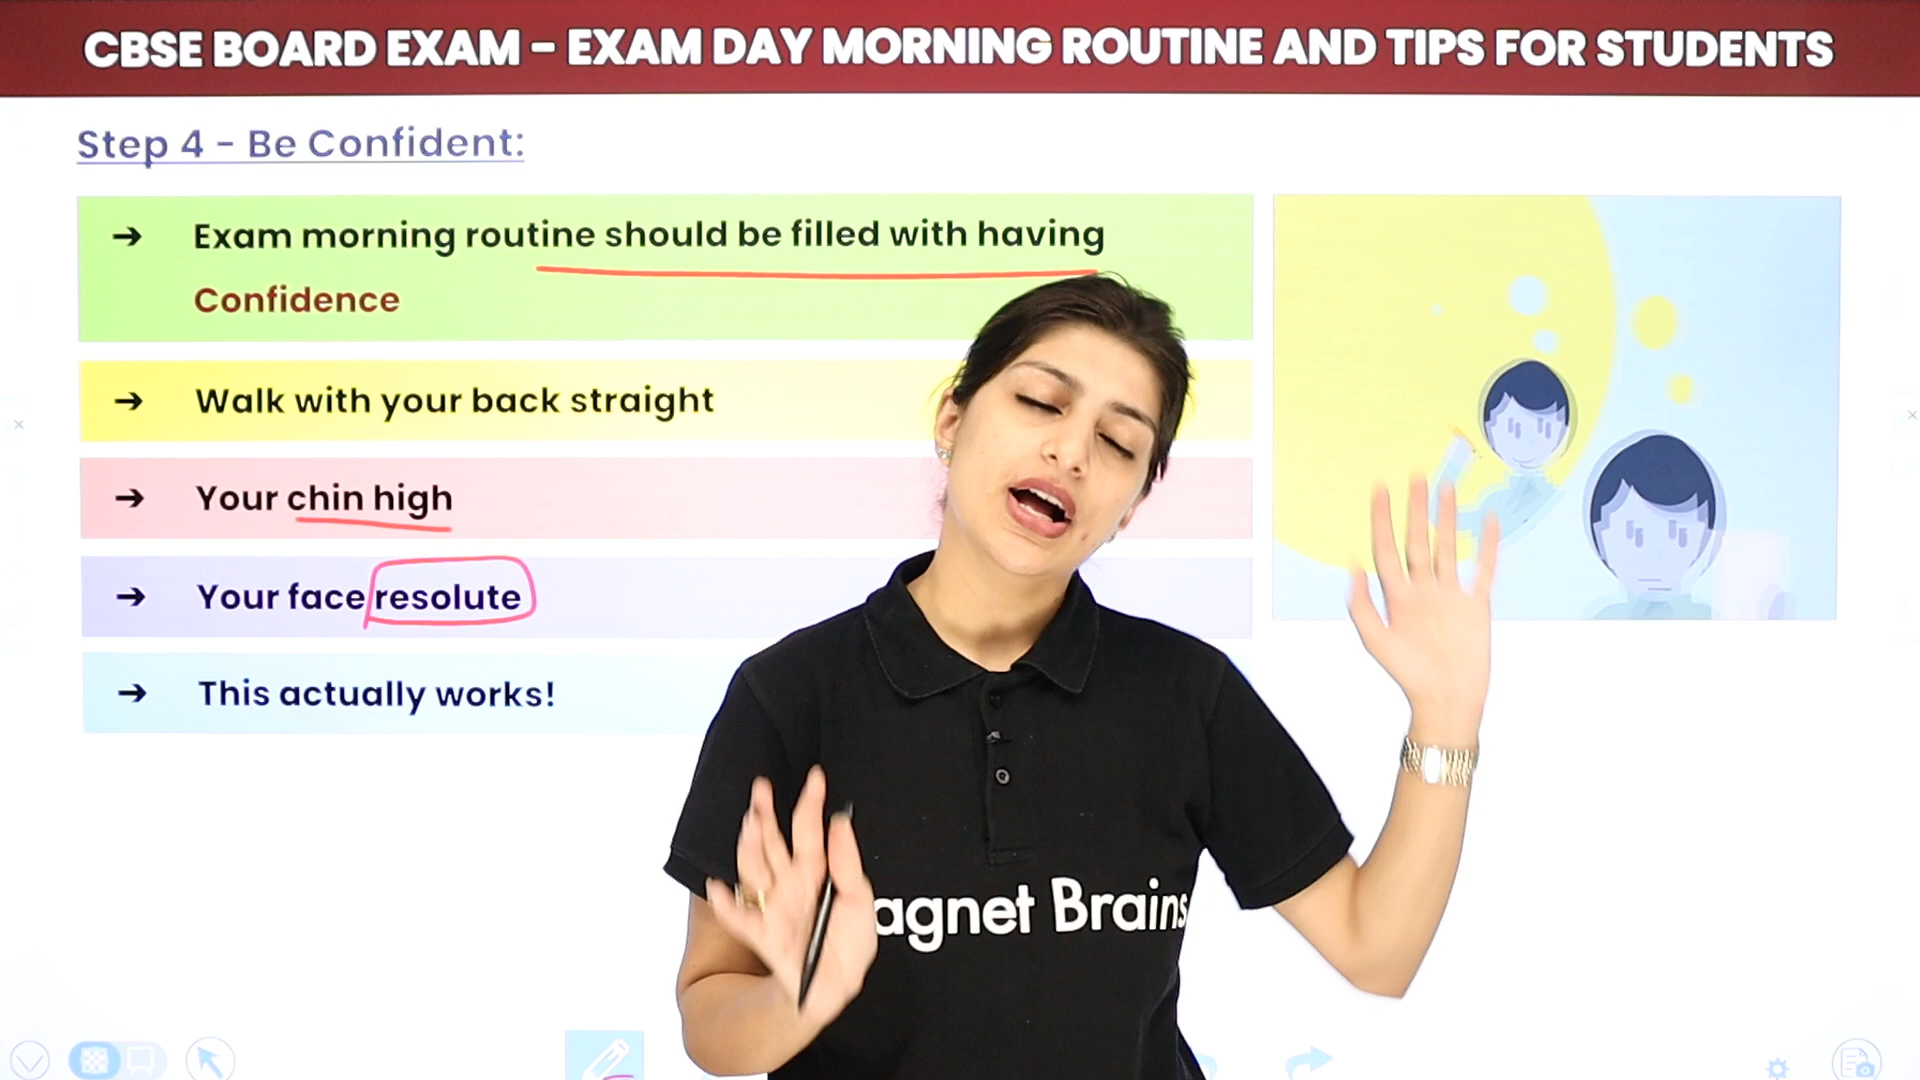 CBSE BOARD EXAM – EXAM DAY MORNING ROUTINE AND TIPS FOR STUDENTS
Step 4 - Be Confident:
➔ Exam morning routine should be filled with having
Confidence
➔ Walk with your back straight
➔ Your chin high
➔ Your face resolute
➔ This actually works!
agnet Brains